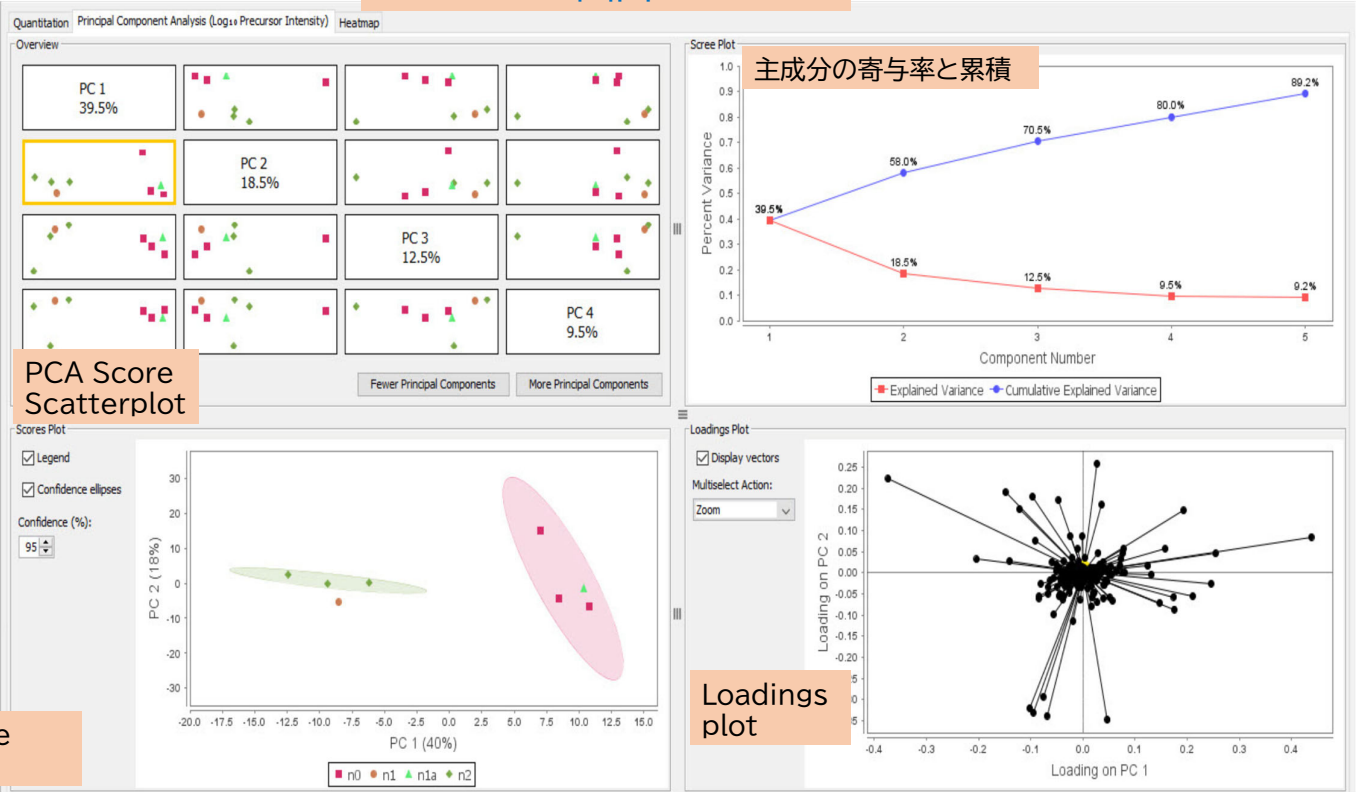 Quantitation Principal Component Analysis (Log₁₀ Precursor Intensity) Heatmap
Overview
PC 1
39.5%
PC 2
18.5%
PC 3
12.5%
PC 4
9.5%
PCA Score
Scatterplot
Fewer Principal Components More Principal Components
Scree Plot
主成分の寄与率と累積
Percent Variance
1.0
0.9
0.8
0.7
0.6
0.5
0.4
0.3
0.2
0.1
0.0
39.5%
58.0%
70.5%
80.0%
89.2%
18.5%
12.5%
9.5%
9.2%
1 2 3 4 5
Component Number
Explained Variance Cumulative Explained Variance
Scores Plot
Legend
Confidence ellipses
Confidence (%):
95
PC 2 (18%)
30
20
10
0
-10
-20
-30
-20.0 -17.5 -15.0 -12.5 -10.0 -7.5 -5.0 -2.5 0.0 2.5 5.0 7.5 10.0 12.5 15.0
PC 1 (40%)
n0 n1 n1a n2
Loadings Plot
Display vectors
Multiselect Action:
Zoom
Loading on PC 2
0.25
0.20
0.15
0.10
0.05
0.00
-0.05
-0.10
-0.15
-0.20
Loadings
plot
-0.4 -0.3 -0.2 -0.1 0.0 0.1 0.2 0.3 0.4
Loading on PC 1